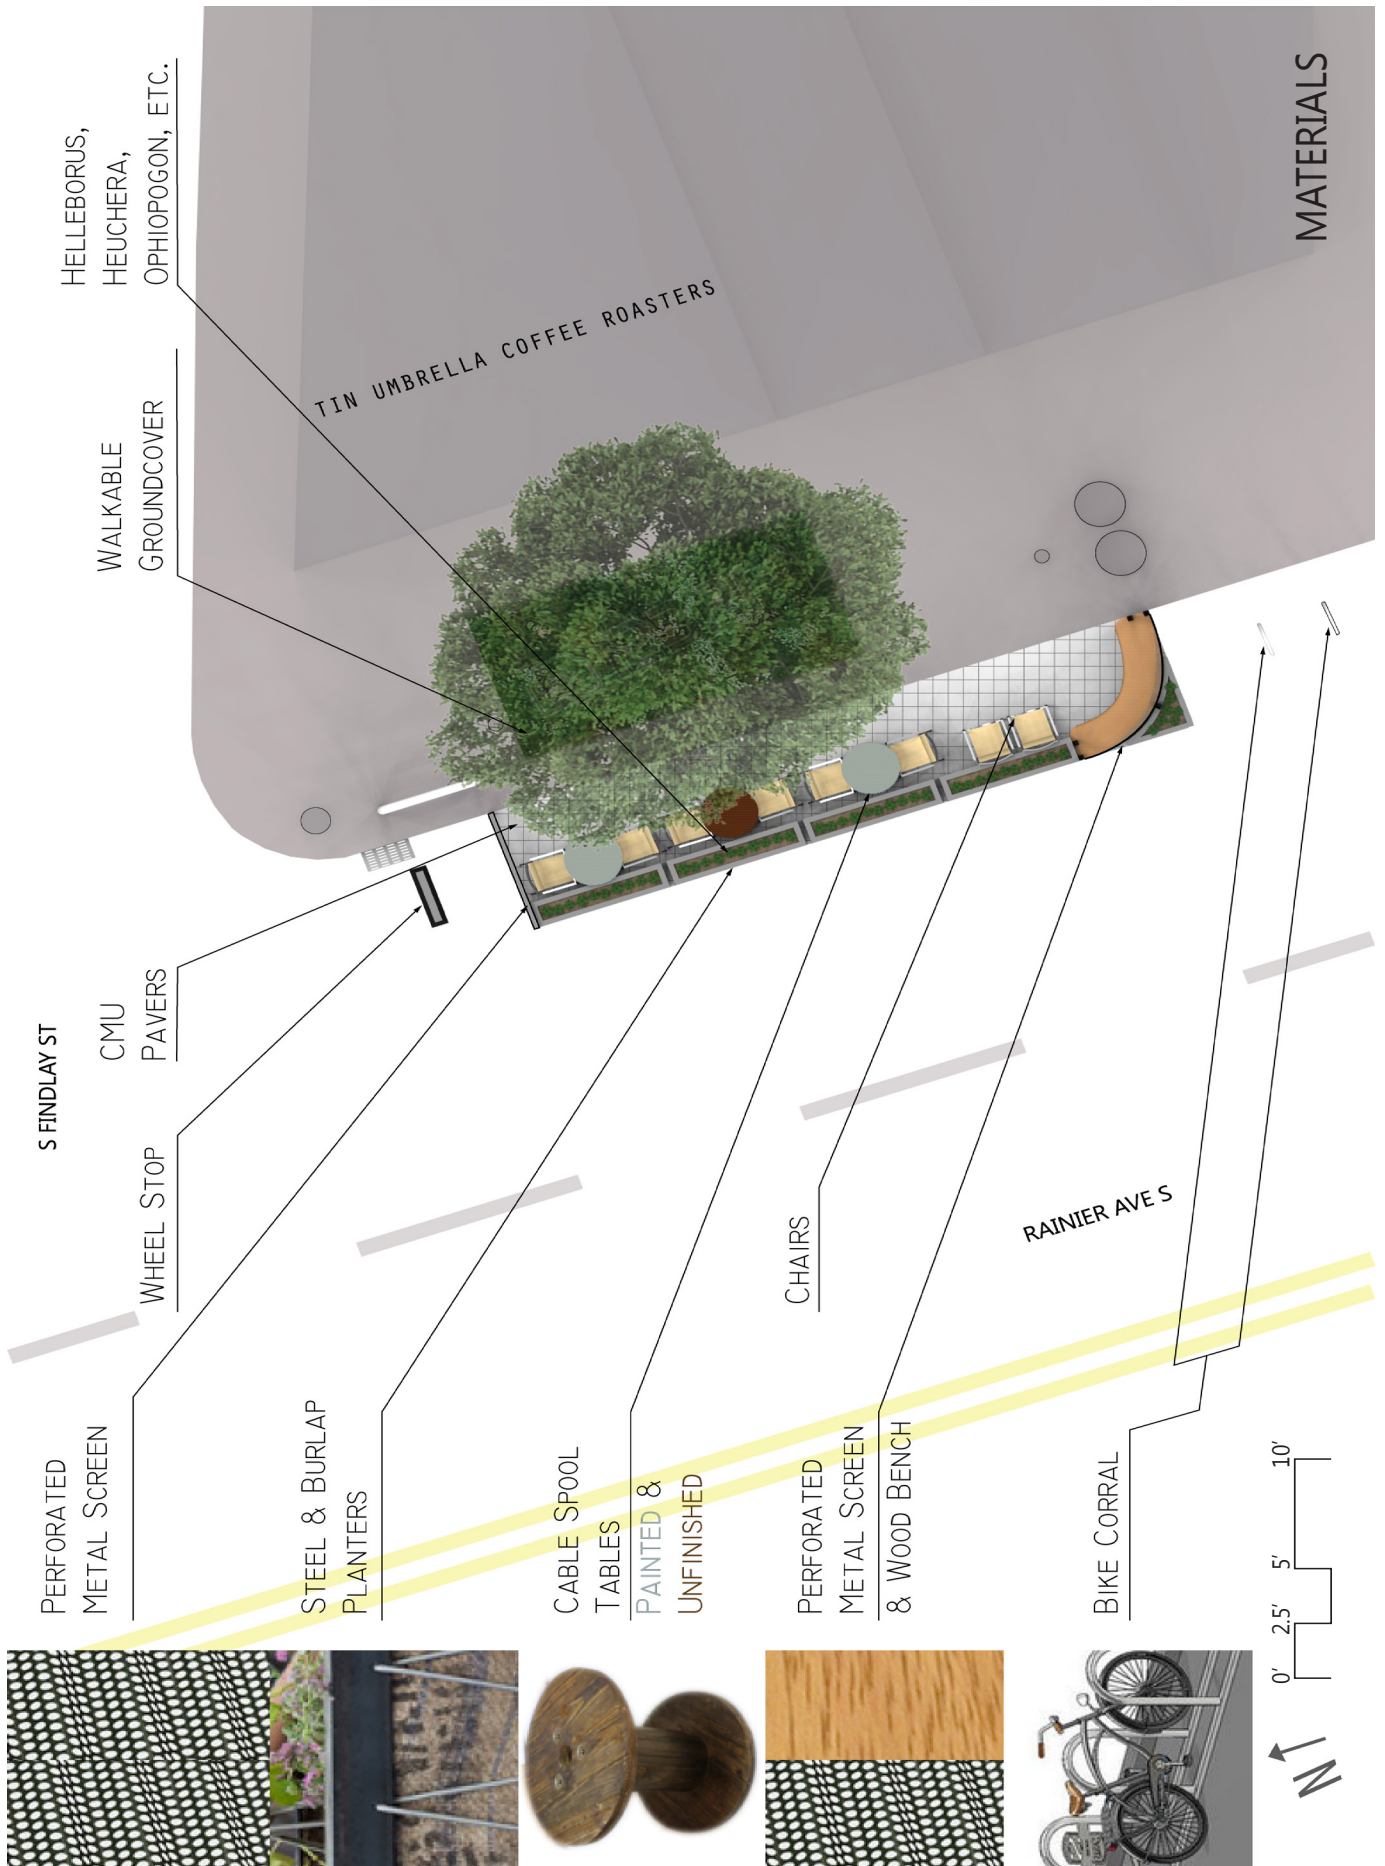 PERFORATED
METAL SCREEN
STEEL & BURLAP
PLANTERS
CABLE SPOOL
TABLES
PAINTED &
UNFINISHED
PERFORATED
METAL SCREEN
& WOOD BENCH
BIKE CORRAL
WHEEL STOP
CMU
PAVERS
WALKABLE
GROUNDCOVER
HELLEBORUS,
HEUCHERA,
OPHIOPOGON, ETC.
CHAIRS
S FINDLAY ST
RAINIER AVE S
TIN UMBRELLA COFFEE ROASTERS
N
0' 2.5' 5' 10'
MATERIALS